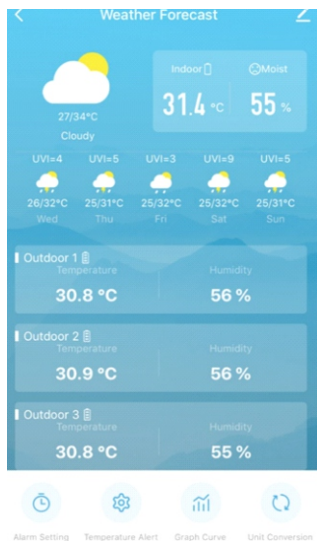 Weather Forecast
Indoor Moist
31.4 °C 55 %
27/34°C
Cloudy
UVI=4 UVI=5 UVI=3 UVI=9 UVI=5
26/32°C 25/31°C 25/32°C 25/32°C 25/31°C
Wed Thu Fri Sat Sun
Outdoor 1
Temperature Humidity
30.8 °C 56 %
Outdoor 2
Temperature Humidity
30.9 °C 56 %
Outdoor 3
Temperature Humidity
30.8 °C 55 %
Alarm Setting Temperature Alert Graph Curve Unit Conversion